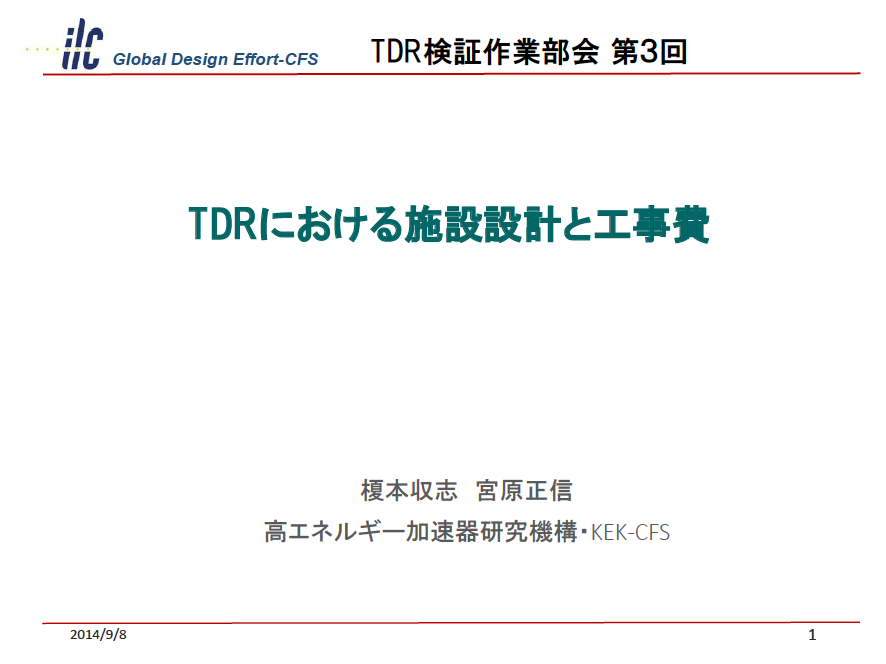 ilc Global Design Effort-CFS TDR検証作業部会 第3回
TDRにおける施設設計と工事費
榎本収志 宮原正信
高エネルギー加速器研究機構・KEK-CFS
2014/9/8 1